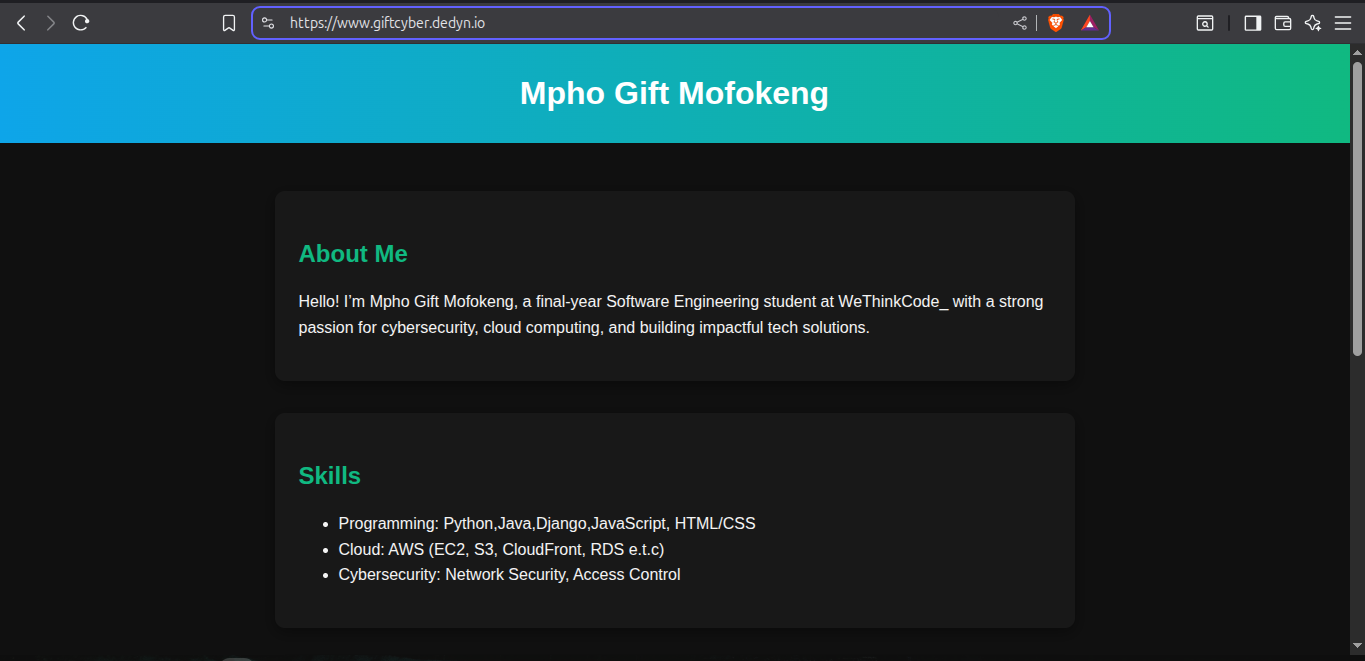 https://www.giftcyber.dedyn.io
Mpho Gift Mofokeng
About Me
Hello! I’m Mpho Gift Mofokeng, a final-year Software Engineering student at WeThinkCode_ with a strong
passion for cybersecurity, cloud computing, and building impactful tech solutions.
Skills
Programming: Python,Java,Django,JavaScript, HTML/CSS
Cloud: AWS (EC2, S3, CloudFront, RDS e.t.c)
Cybersecurity: Network Security, Access Control